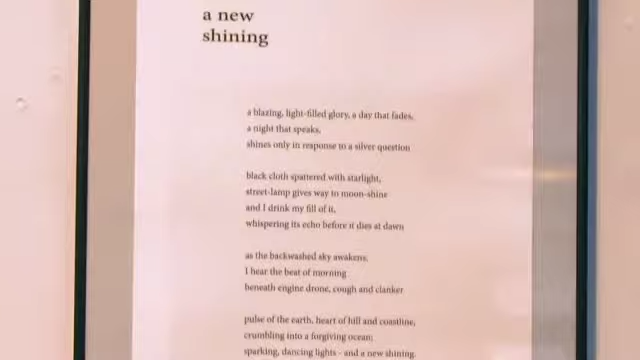 a new
shining
a blazing, light-filled glory, a day that fades,
a night that speaks,
shines only in response to a silver question
black cloth spattered with starlight,
street-lamp gives way to moon-shine
and I drink my fill of it,
whispering its echo before it dies at dawn
as the backwashed sky awakens,
I hear the beat of morning
beneath engine drone, cough and clanker
pulse of the earth, heart of hill and coastline,
crumbling into a forgiving ocean;
sparking, dancing lights - and a new shining.